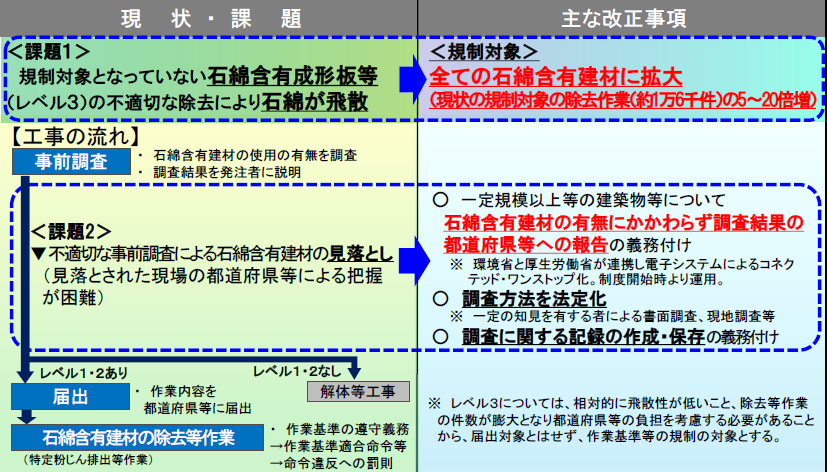 現 状 ・ 課 題
主な改正事項
＜課題１＞
規制対象となっていない石綿含有成形板等
（レベル３）の不適切な除去により石綿が飛散
＜規制対象＞
全ての石綿含有建材に拡大
（現状の規制対象の除去作業（約1万6千件）の5～20倍増）
【工事の流れ】
事前調査
・ 石綿含有建材の使用の有無を調査
・ 調査結果を発注者に説明
＜課題2＞
▼不適切な事前調査による石綿含有建材の見落とし
（見落とされた現場の都道府県等による把握
が困難）
○ 一定規模以上等の建築物等について
石綿含有建材の有無にかかわらず調査結果の
都道府県等への報告の義務付け
※ 環境省と厚生労働省が連携し電子システムによるコネク
テッド・ワンストップ化。制度開始時より運用。
○ 調査方法を法定化
※ 一定の知見を有する者による書面調査、現地調査等
○ 調査に関する記録の作成・保存の義務付け
レベル１・２あり
レベル１・２なし
届出
・ 作業内容を
都道府県等に届出
解体等工事
石綿含有建材の除去等作業
（特定粉じん排出等作業）
・ 作業基準の遵守義務
→作業基準適合命令等
→命令違反への罰則
※ レベル３については、相対的に飛散性が低いこと、除去等作業
の件数が膨大となり都道府県等の負担を考慮する必要があること
から、届出対象とはせず、作業基準等の規制の対象とする。